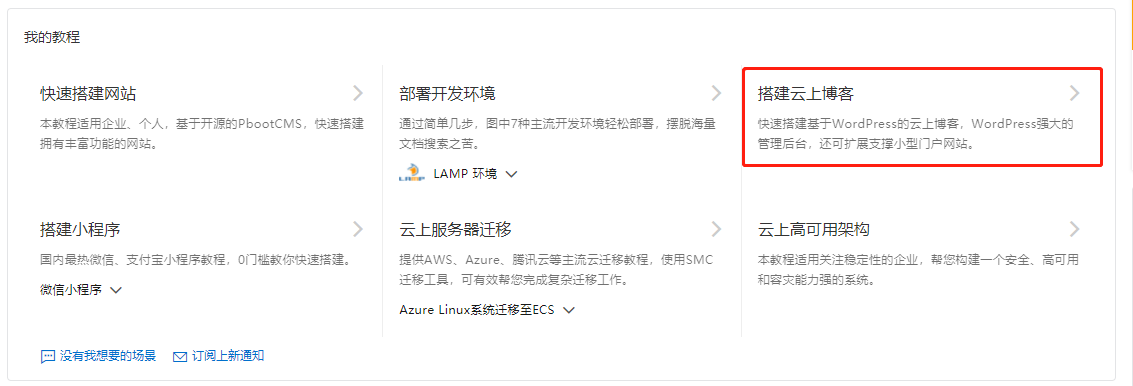 我的教程
快速搭建网站
本教程适用企业、个人，基于开源的PbootCMS，快速搭建
拥有丰富功能的网站。
部署开发环境
通过简单几步，图中7种主流开发环境轻松部署，摆脱海量
文档搜索之苦。
LAMP LAMP 环境
搭建云上博客
快速搭建基于WordPress的云上博客，WordPress强大的
管理后台，还可扩展支撑小型门户网站。
搭建小程序
国内最热微信、支付宝小程序教程，0门槛教你快速搭建。
微信小程序
云上服务器迁移
提供AWS、Azure、腾讯云等主流云迁移教程，使用SMC
迁移工具，可有效帮您完成复杂迁移工作。
Azure Linux系统迁移至ECS
云上高可用架构
本教程适用关注稳定性的企业，帮您构建一个安全、高可用
和容灾能力强的系统。
没有我想要的场景
订阅上新通知